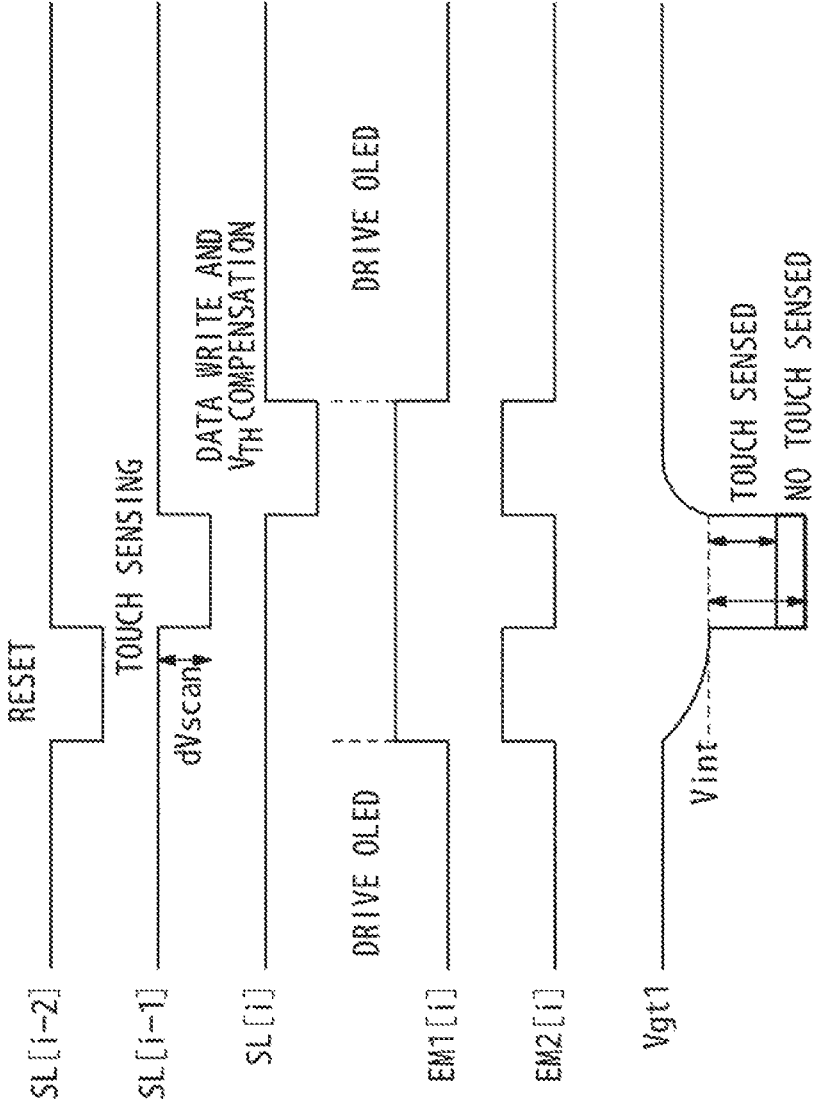 RESET
SL[i-2]
TOUCH SENSING
SL[i-1]
dVscan
DATA WRITE AND
VTH COMPENSATION
SL[i]
DRIVE OLED
DRIVE OLED
EM1[i]
EM2[i]
Vgt1
Vint
TOUCH SENSED
NO TOUCH SENSED